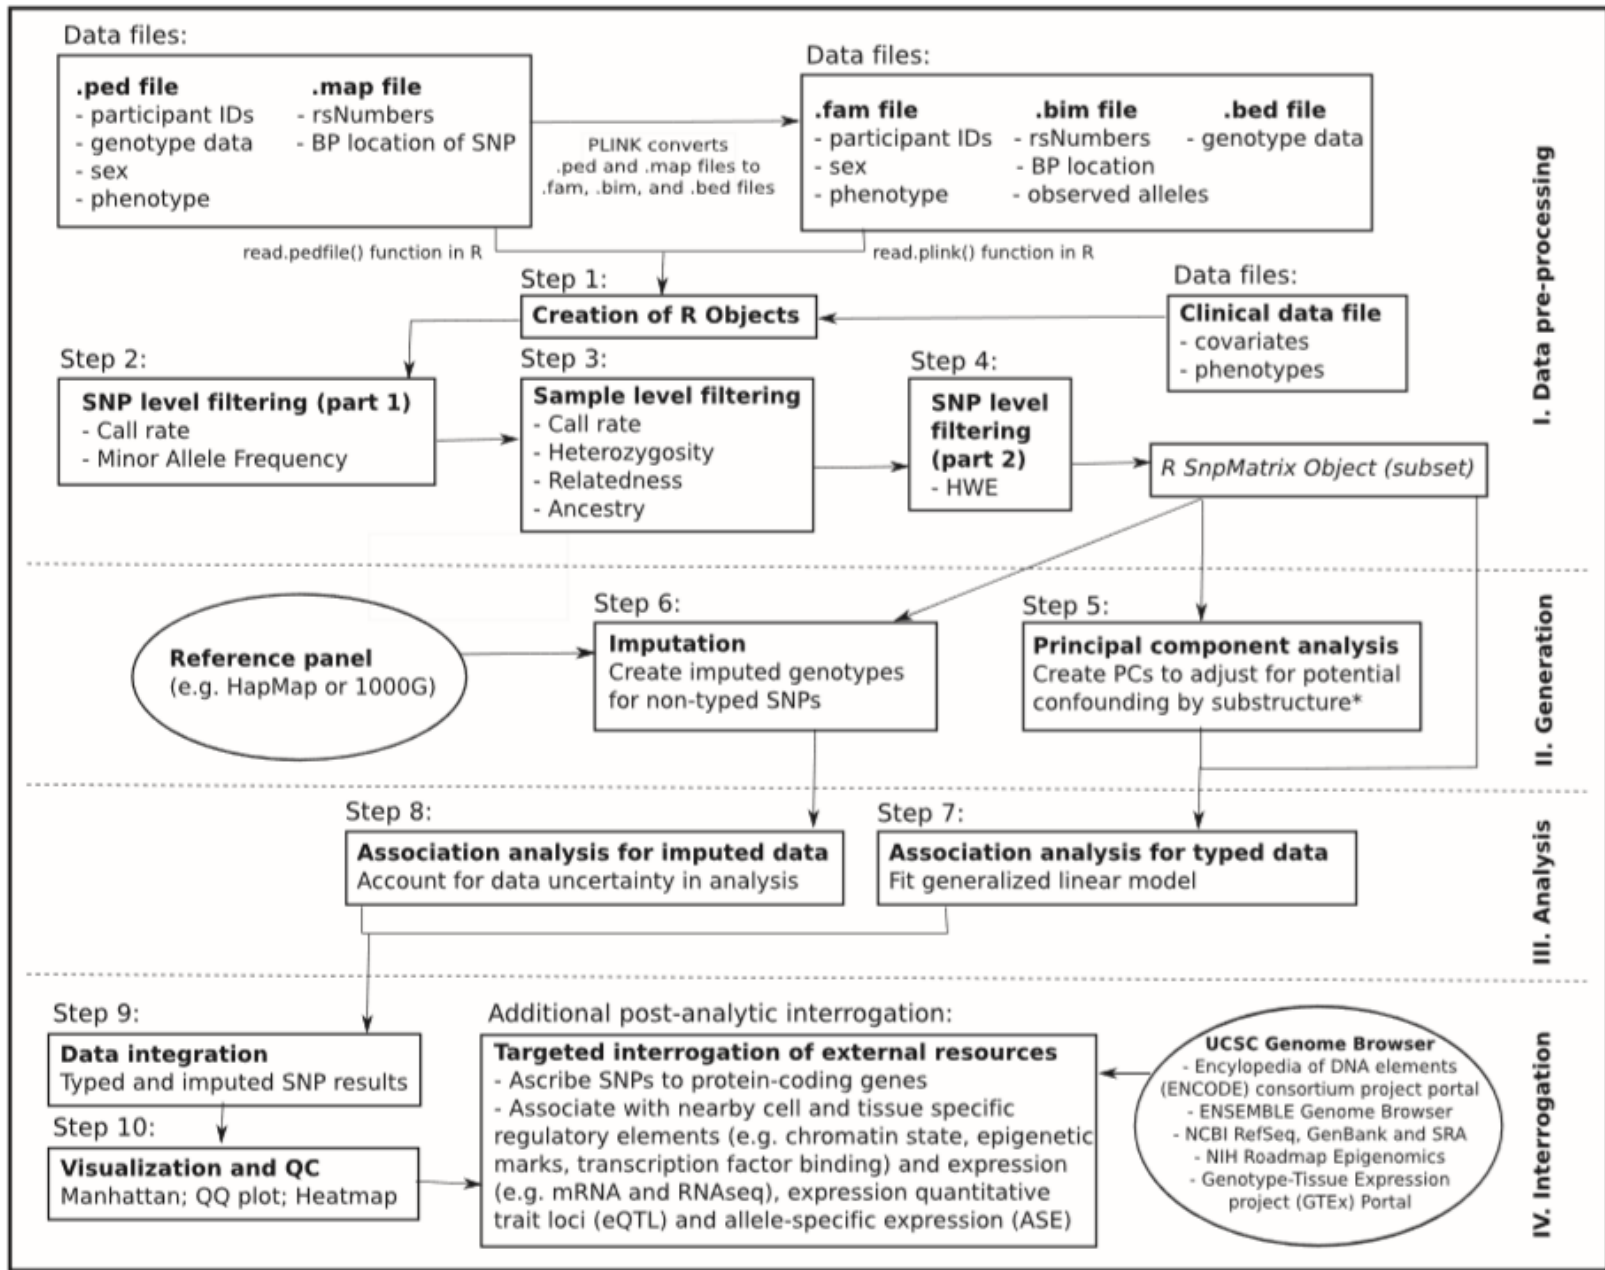 Data files:
.ped file
- participant IDs
- genotype data
- sex
- phenotype
.map file
- rsNumbers
- BP location of SNP
PLINK converts
.ped and .map files to
.fam, .bim, and .bed files
Data files:
.fam file
- participant IDs
- sex
- phenotype
.bim file
- rsNumbers
- BP location
- observed alleles
.bed file
- genotype data
read.pedfile() function in R
read.plink() function in R
Step 1:
Creation of R Objects
Data files:
Clinical data file
- covariates
- phenotypes
Step 2:
SNP level filtering (part 1)
- Call rate
- Minor Allele Frequency
Step 3:
Sample level filtering
- Call rate
- Heterozygosity
- Relatedness
- Ancestry
Step 4:
SNP level
filtering
(part 2)
- HWE
R SnpMatrix Object (subset)
I. Data pre-processing
Reference panel
(e.g. HapMap or 1000G)
Step 6:
Imputation
Create imputed genotypes
for non-typed SNPs
Step 5:
Principal component analysis
Create PCs to adjust for potential
confounding by substructure*
II. Generation
Step 8:
Association analysis for imputed data
Account for data uncertainty in analysis
Step 7:
Association analysis for typed data
Fit generalized linear model
III. Analysis
Step 9:
Data integration
Typed and imputed SNP results
Step 10:
Visualization and QC
Manhattan; QQ plot; Heatmap
Additional post-analytic interrogation:
Targeted interrogation of external resources
- Ascribe SNPs to protein-coding genes
- Associate with nearby cell and tissue specific
regulatory elements (e.g. chromatin state, epigenetic
marks, transcription factor binding) and expression
(e.g. mRNA and RNAseq), expression quantitative
trait loci (eQTL) and allele-specific expression (ASE)
UCSC Genome Browser
- Encylopedia of DNA elements
(ENCODE) consortium project portal
- ENSEMBLE Genome Browser
- NCBI RefSeq, GenBank and SRA
- NIH Roadmap Epigenomics
- Genotype-Tissue Expression
project (GTEx) Portal
IV. Interrogation